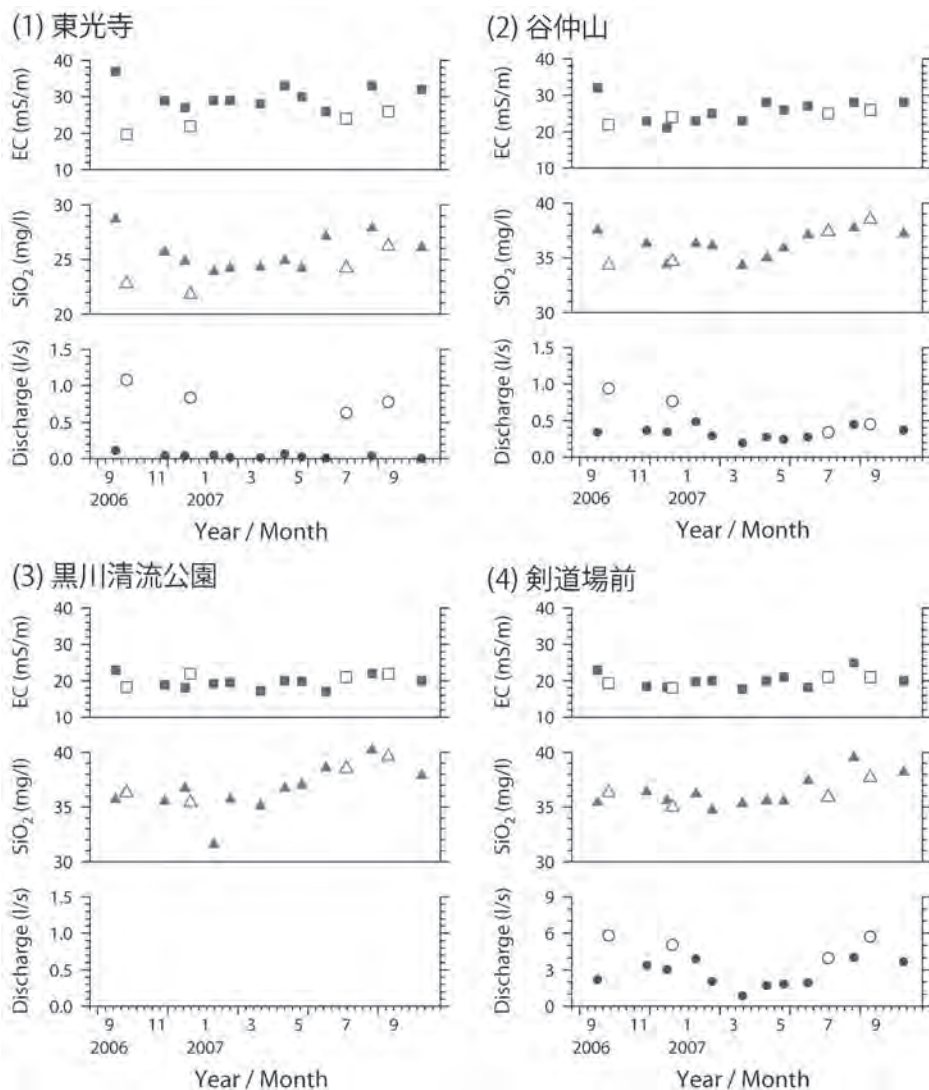 (1) 東光寺
EC (mS/m)
40
30
20
10
SiO₂ (mg/l)
30
25
20
Discharge (l/s)
1.5
1.0
0.5
0.0
9 11 1 3 5 7 9
2006 2007
Year / Month
(2) 谷仲山
EC (mS/m)
40
30
20
10
SiO₂ (mg/l)
40
35
30
Discharge (l/s)
1.5
1.0
0.5
0.0
9 11 1 3 5 7 9
2006 2007
Year / Month
(3) 黒川清流公園
EC (mS/m)
40
30
20
10
SiO₂ (mg/l)
40
35
30
Discharge (l/s)
1.5
1.0
0.5
0.0
9 11 1 3 5 7 9
2006 2007
Year / Month
(4) 剣道場前
EC (mS/m)
40
30
20
10
SiO₂ (mg/l)
40
35
30
Discharge (l/s)
9
6
3
0
9 11 1 3 5 7 9
2006 2007
Year / Month